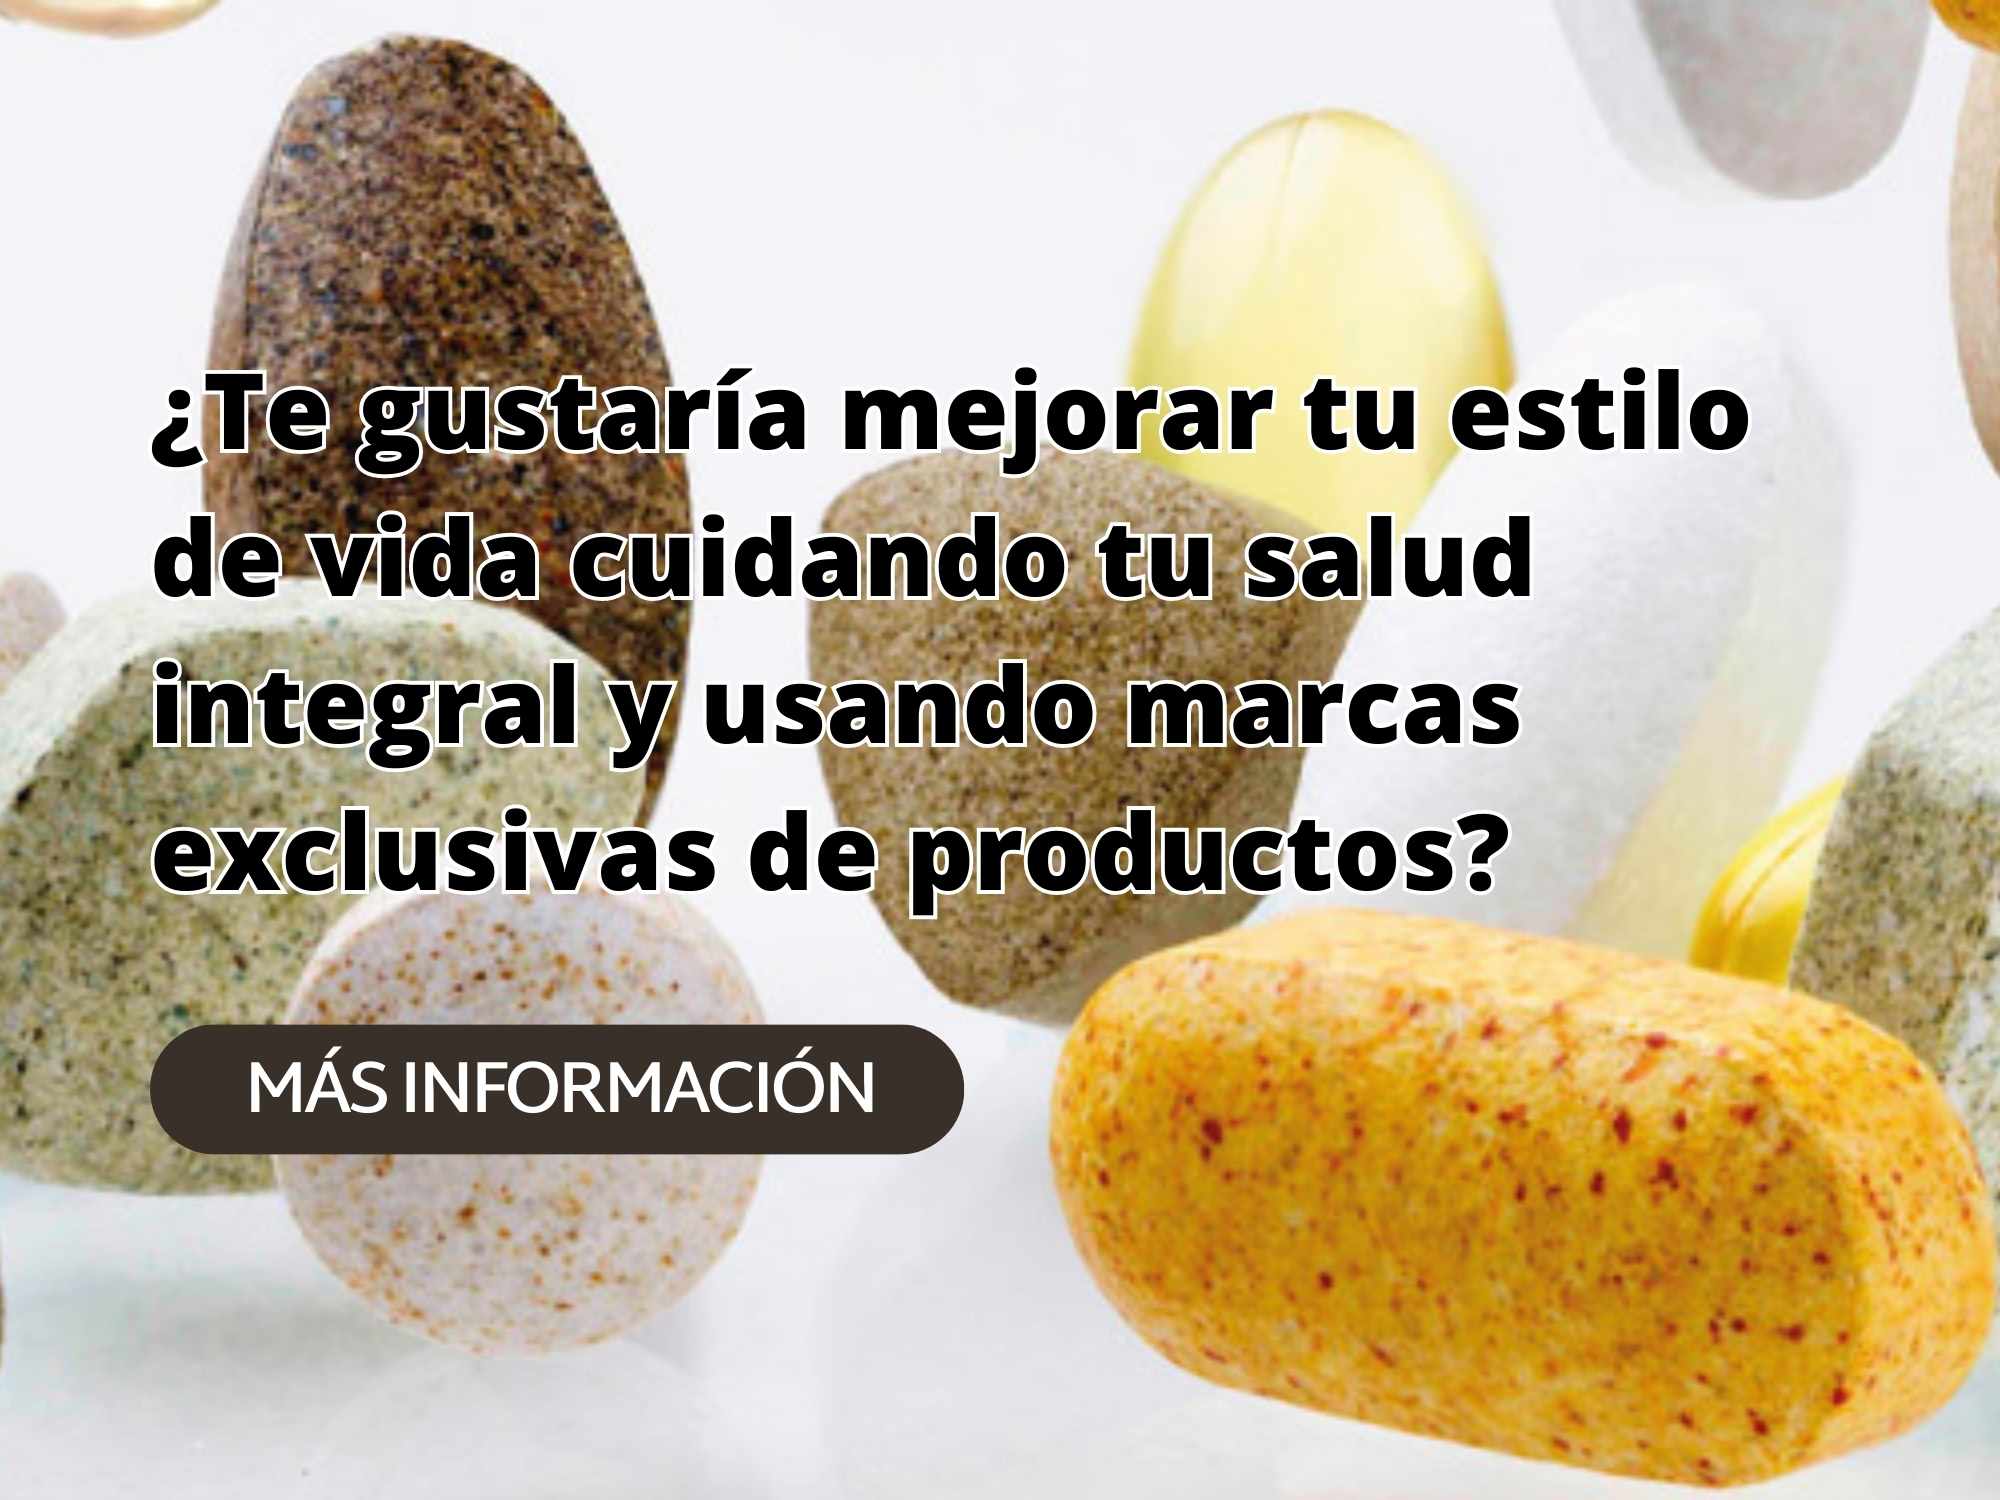 ¿Te gustaría mejorar tu estilo
de vida cuidando tu salud
integral y usando marcas
exclusivas de productos?
MÁS INFORMACIÓN